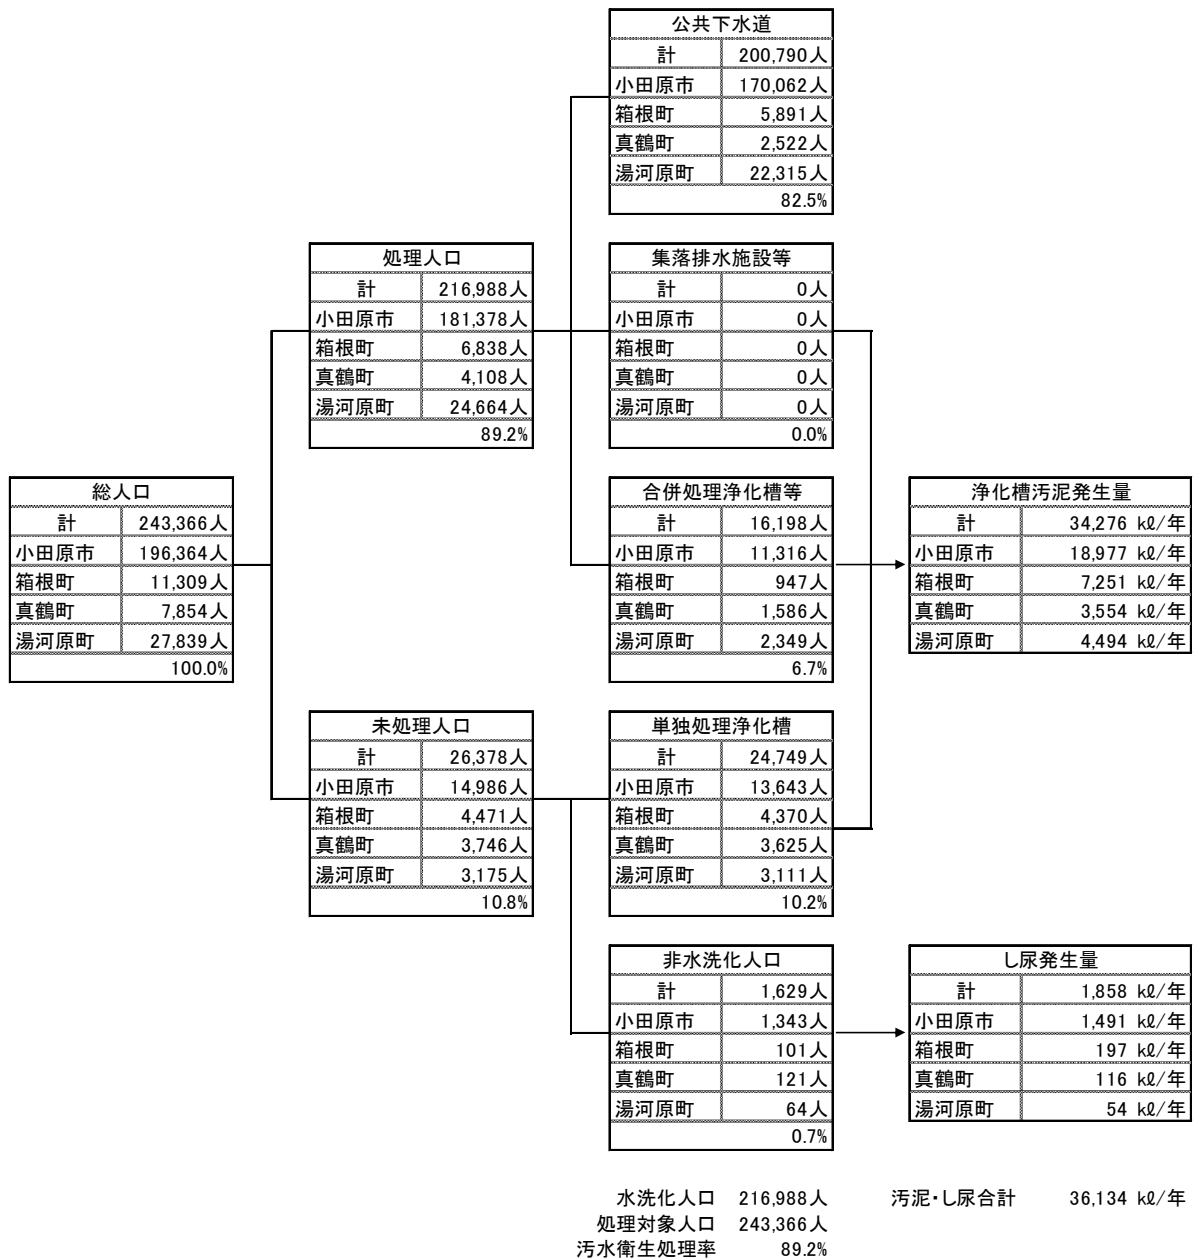 公共下水道
計 200,790人
小田原市 170,062人
箱根町 5,891人
真鶴町 2,522人
湯河原町 22,315人
82.5%
処理人口
計 216,988人
小田原市 181,378人
箱根町 6,838人
真鶴町 4,108人
湯河原町 24,664人
89.2%
集落排水施設等
計 0人
小田原市 0人
箱根町 0人
真鶴町 0人
湯河原町 0人
0.0%
総人口
計 243,366人
小田原市 196,364人
箱根町 11,309人
真鶴町 7,854人
湯河原町 27,839人
100.0%
合併処理浄化槽等
計 16,198人
小田原市 11,316人
箱根町 947人
真鶴町 1,586人
湯河原町 2,349人
6.7%
浄化槽汚泥発生量
計 34,276 kℓ/年
小田原市 18,977 kℓ/年
箱根町 7,251 kℓ/年
真鶴町 3,554 kℓ/年
湯河原町 4,494 kℓ/年
未処理人口
計 26,378人
小田原市 14,986人
箱根町 4,471人
真鶴町 3,746人
湯河原町 3,175人
10.8%
単独処理浄化槽
計 24,749人
小田原市 13,643人
箱根町 4,370人
真鶴町 3,625人
湯河原町 3,111人
10.2%
非水洗化人口
計 1,629人
小田原市 1,343人
箱根町 101人
真鶴町 121人
湯河原町 64人
0.7%
し尿発生量
計 1,858 kℓ/年
小田原市 1,491 kℓ/年
箱根町 197 kℓ/年
真鶴町 116 kℓ/年
湯河原町 54 kℓ/年
水洗化人口 216,988人 汚泥・し尿合計 36,134 kℓ/年
処理対象人口 243,366人
汚水衛生処理率 89.2%